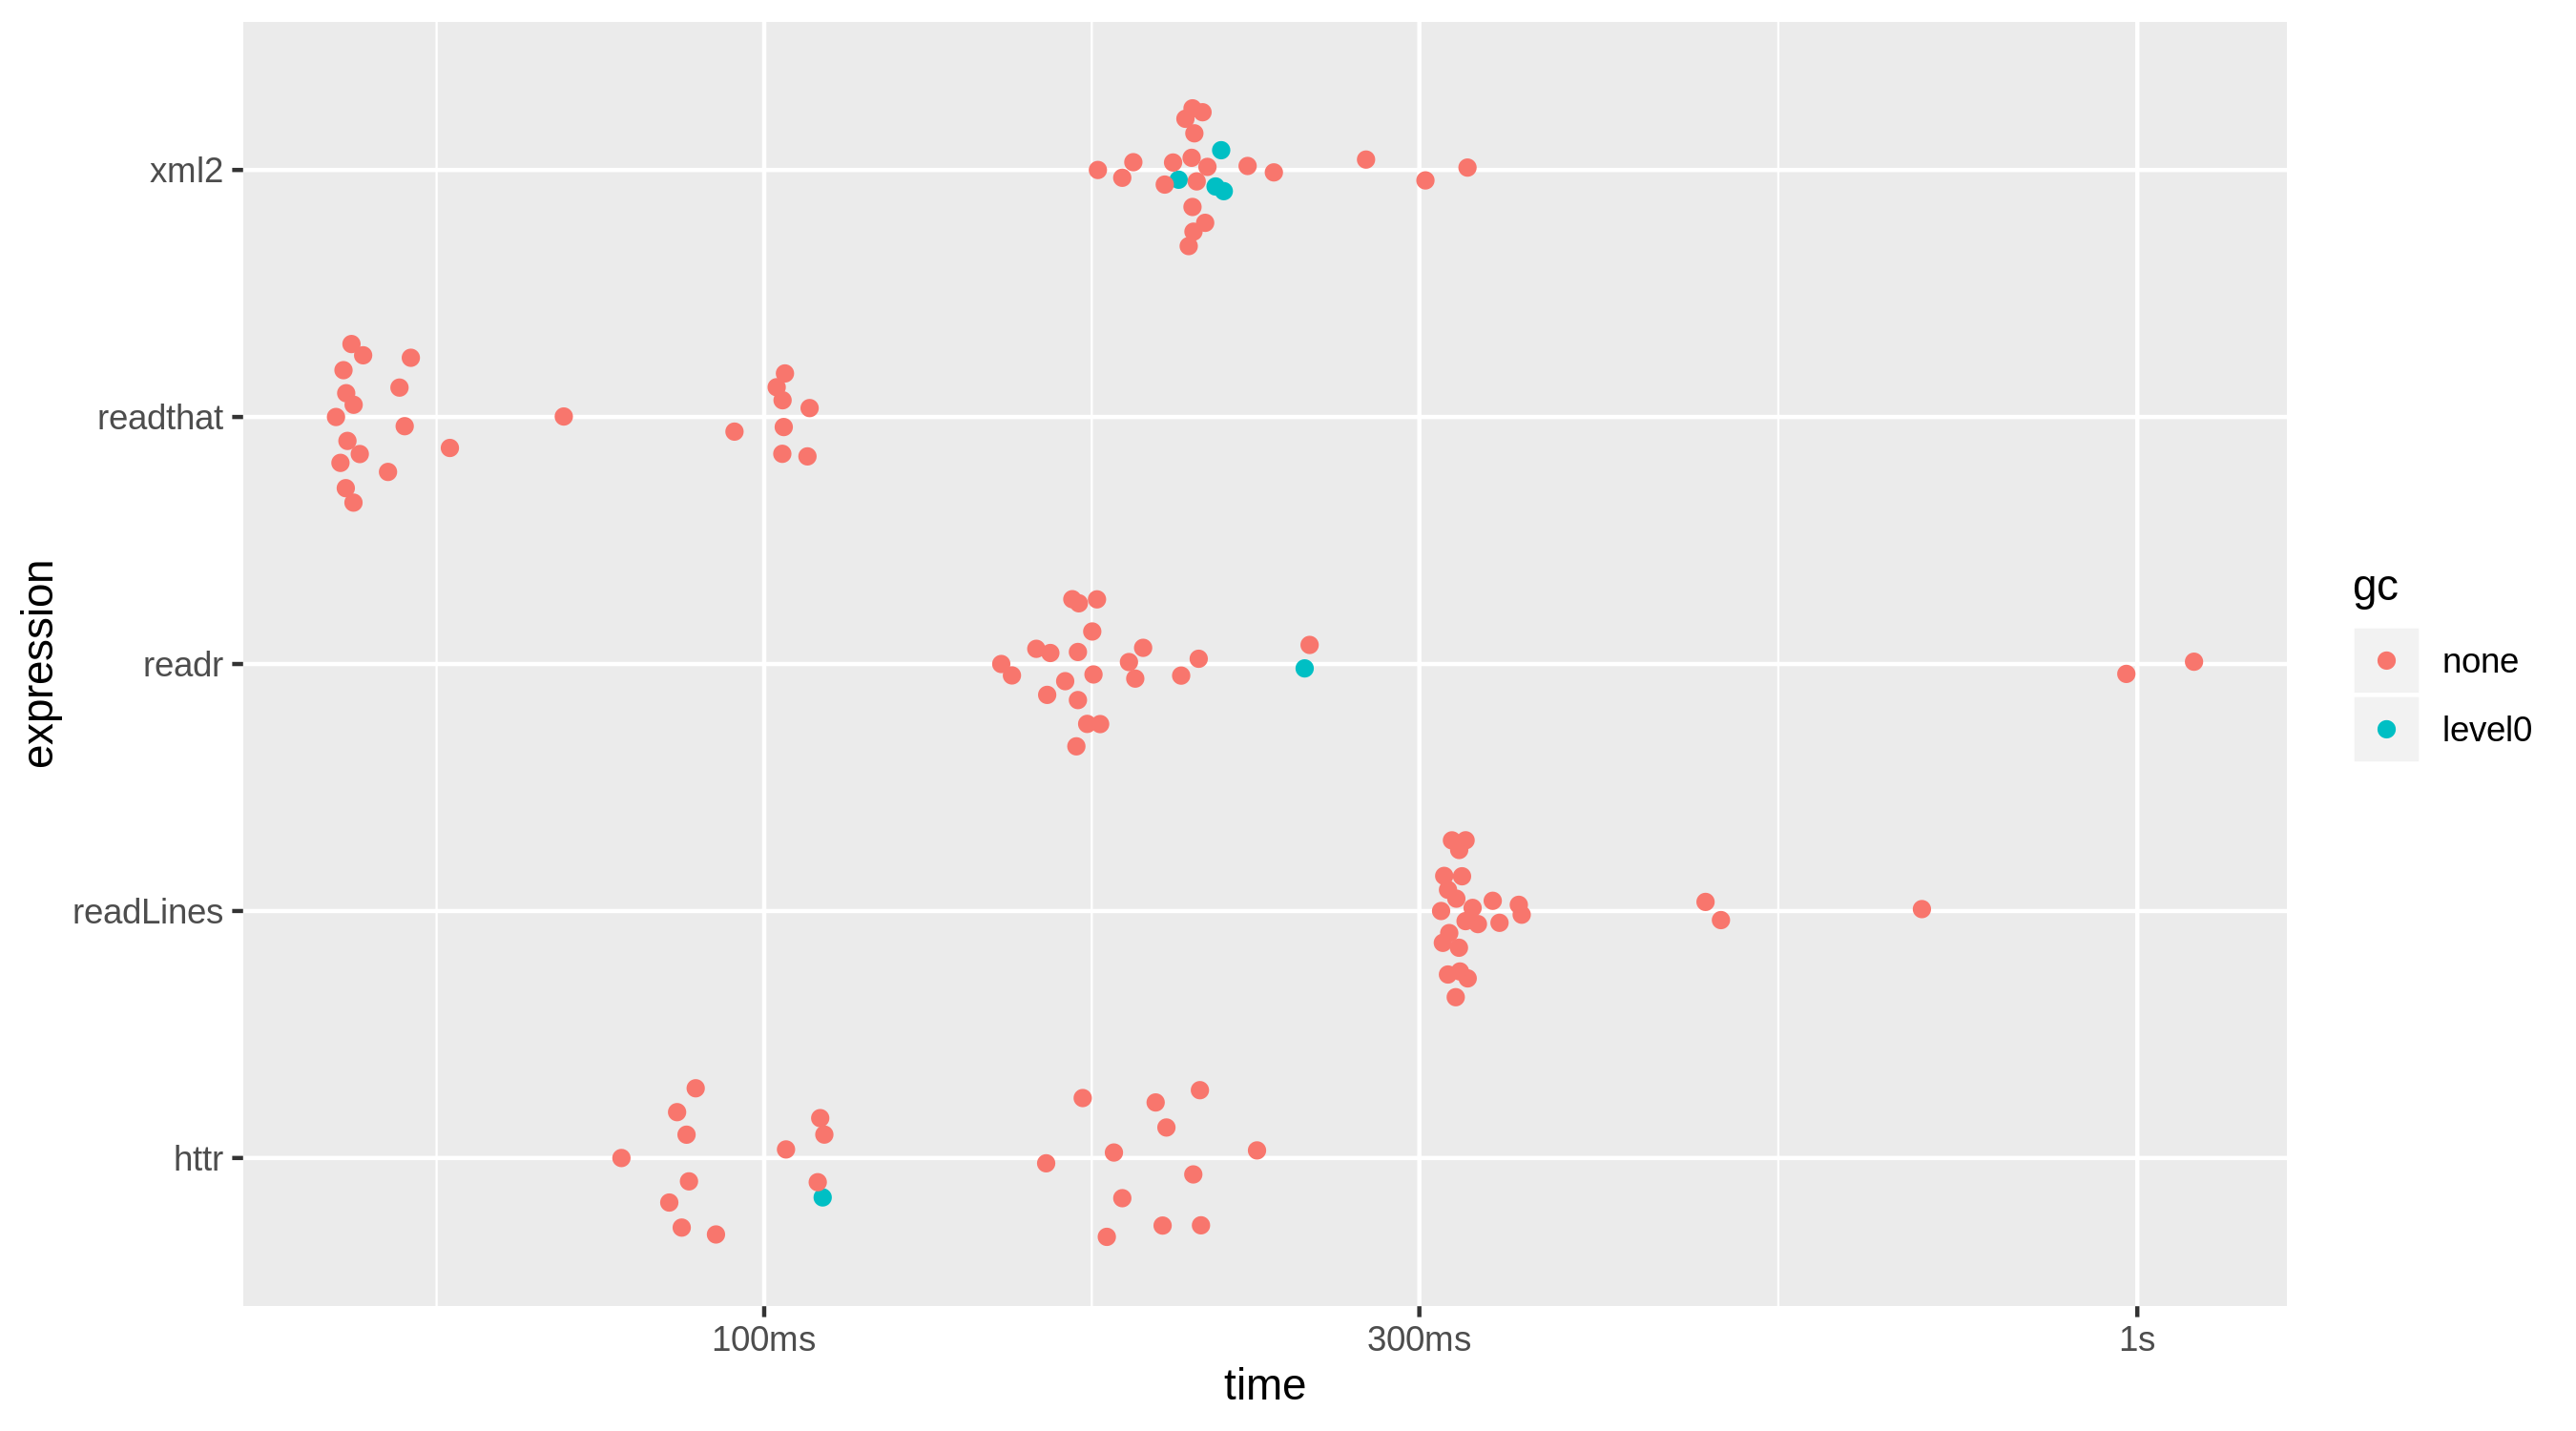 xml2
readthat
readr
readLines
httr
expression
100ms
300ms
1s
time
gc
none
level0